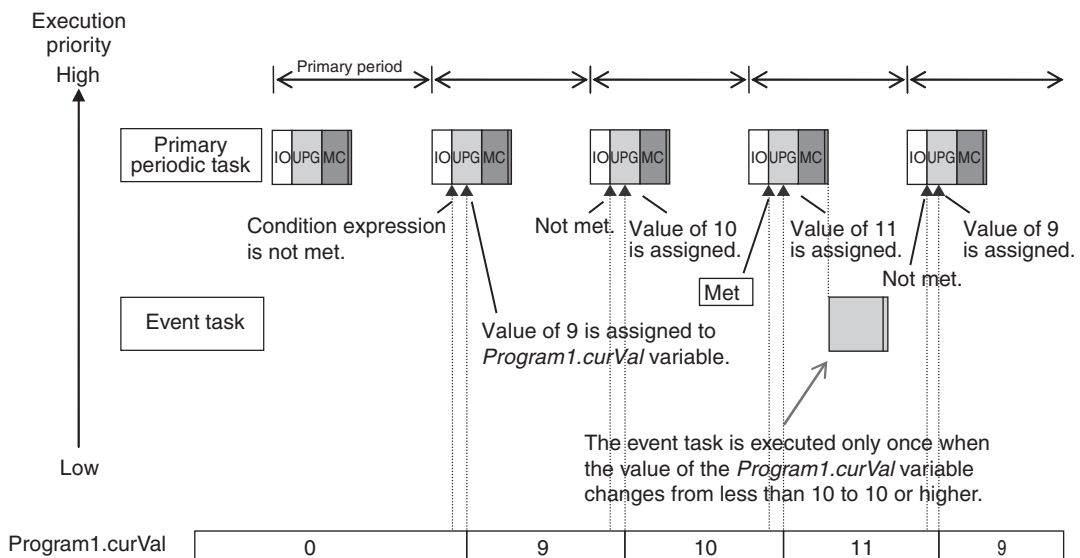 Execution
priority
High
Primary period
Primary
periodic task
IO UPG MC
IO UPG MC
IO UPG MC
IO UPG MC
IO UPG MC
Condition expression
is not met.
Not met.
Value of 10
is assigned.
Value of 11
is assigned.
Value of 9
is assigned.
Not met.
Met
Event task
Value of 9 is assigned to
Program1.curVal variable.
The event task is executed only once when
the value of the Program1.curVal variable
changes from less than 10 to 10 or higher.
Low
Program1.curVal 0 9 10 11 9